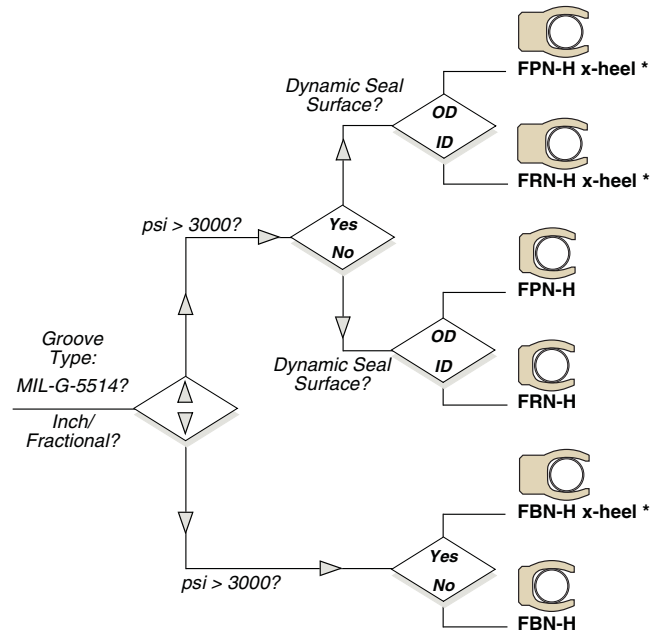 FPN-H x-heel *
Dynamic Seal
Surface?
OD
ID
FRN-H x-heel *
psi > 3000?
Yes
No
FPN-H
Dynamic Seal
Surface?
OD
ID
FRN-H
Groove
Type:
MIL-G-5514?
Inch/
Fractional?
FBN-H x-heel *
psi > 3000?
Yes
No
FBN-H